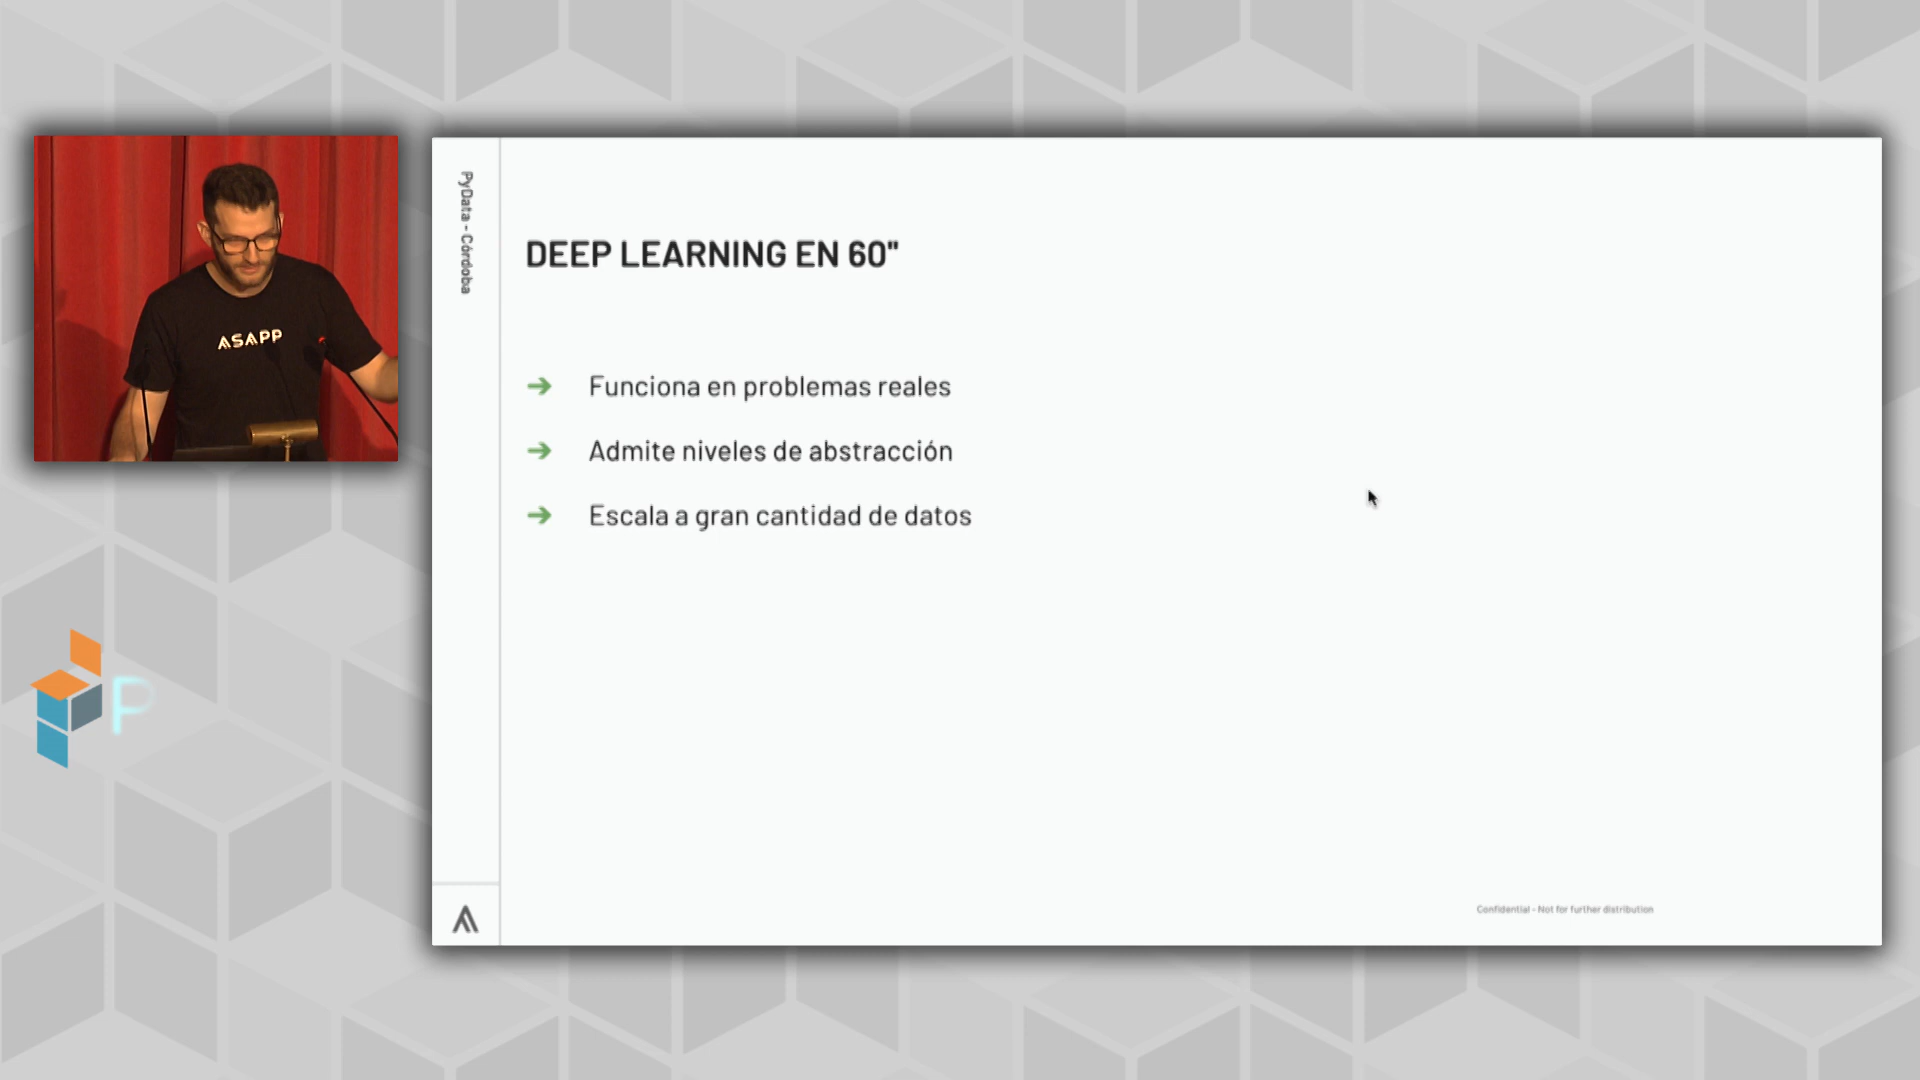 ASAPP
PyData - Córdoba
DEEP LEARNING EN 60"
Funciona en problemas reales
Admite niveles de abstracción
Escala a gran cantidad de datos
P
Confidential - Not for further distribution